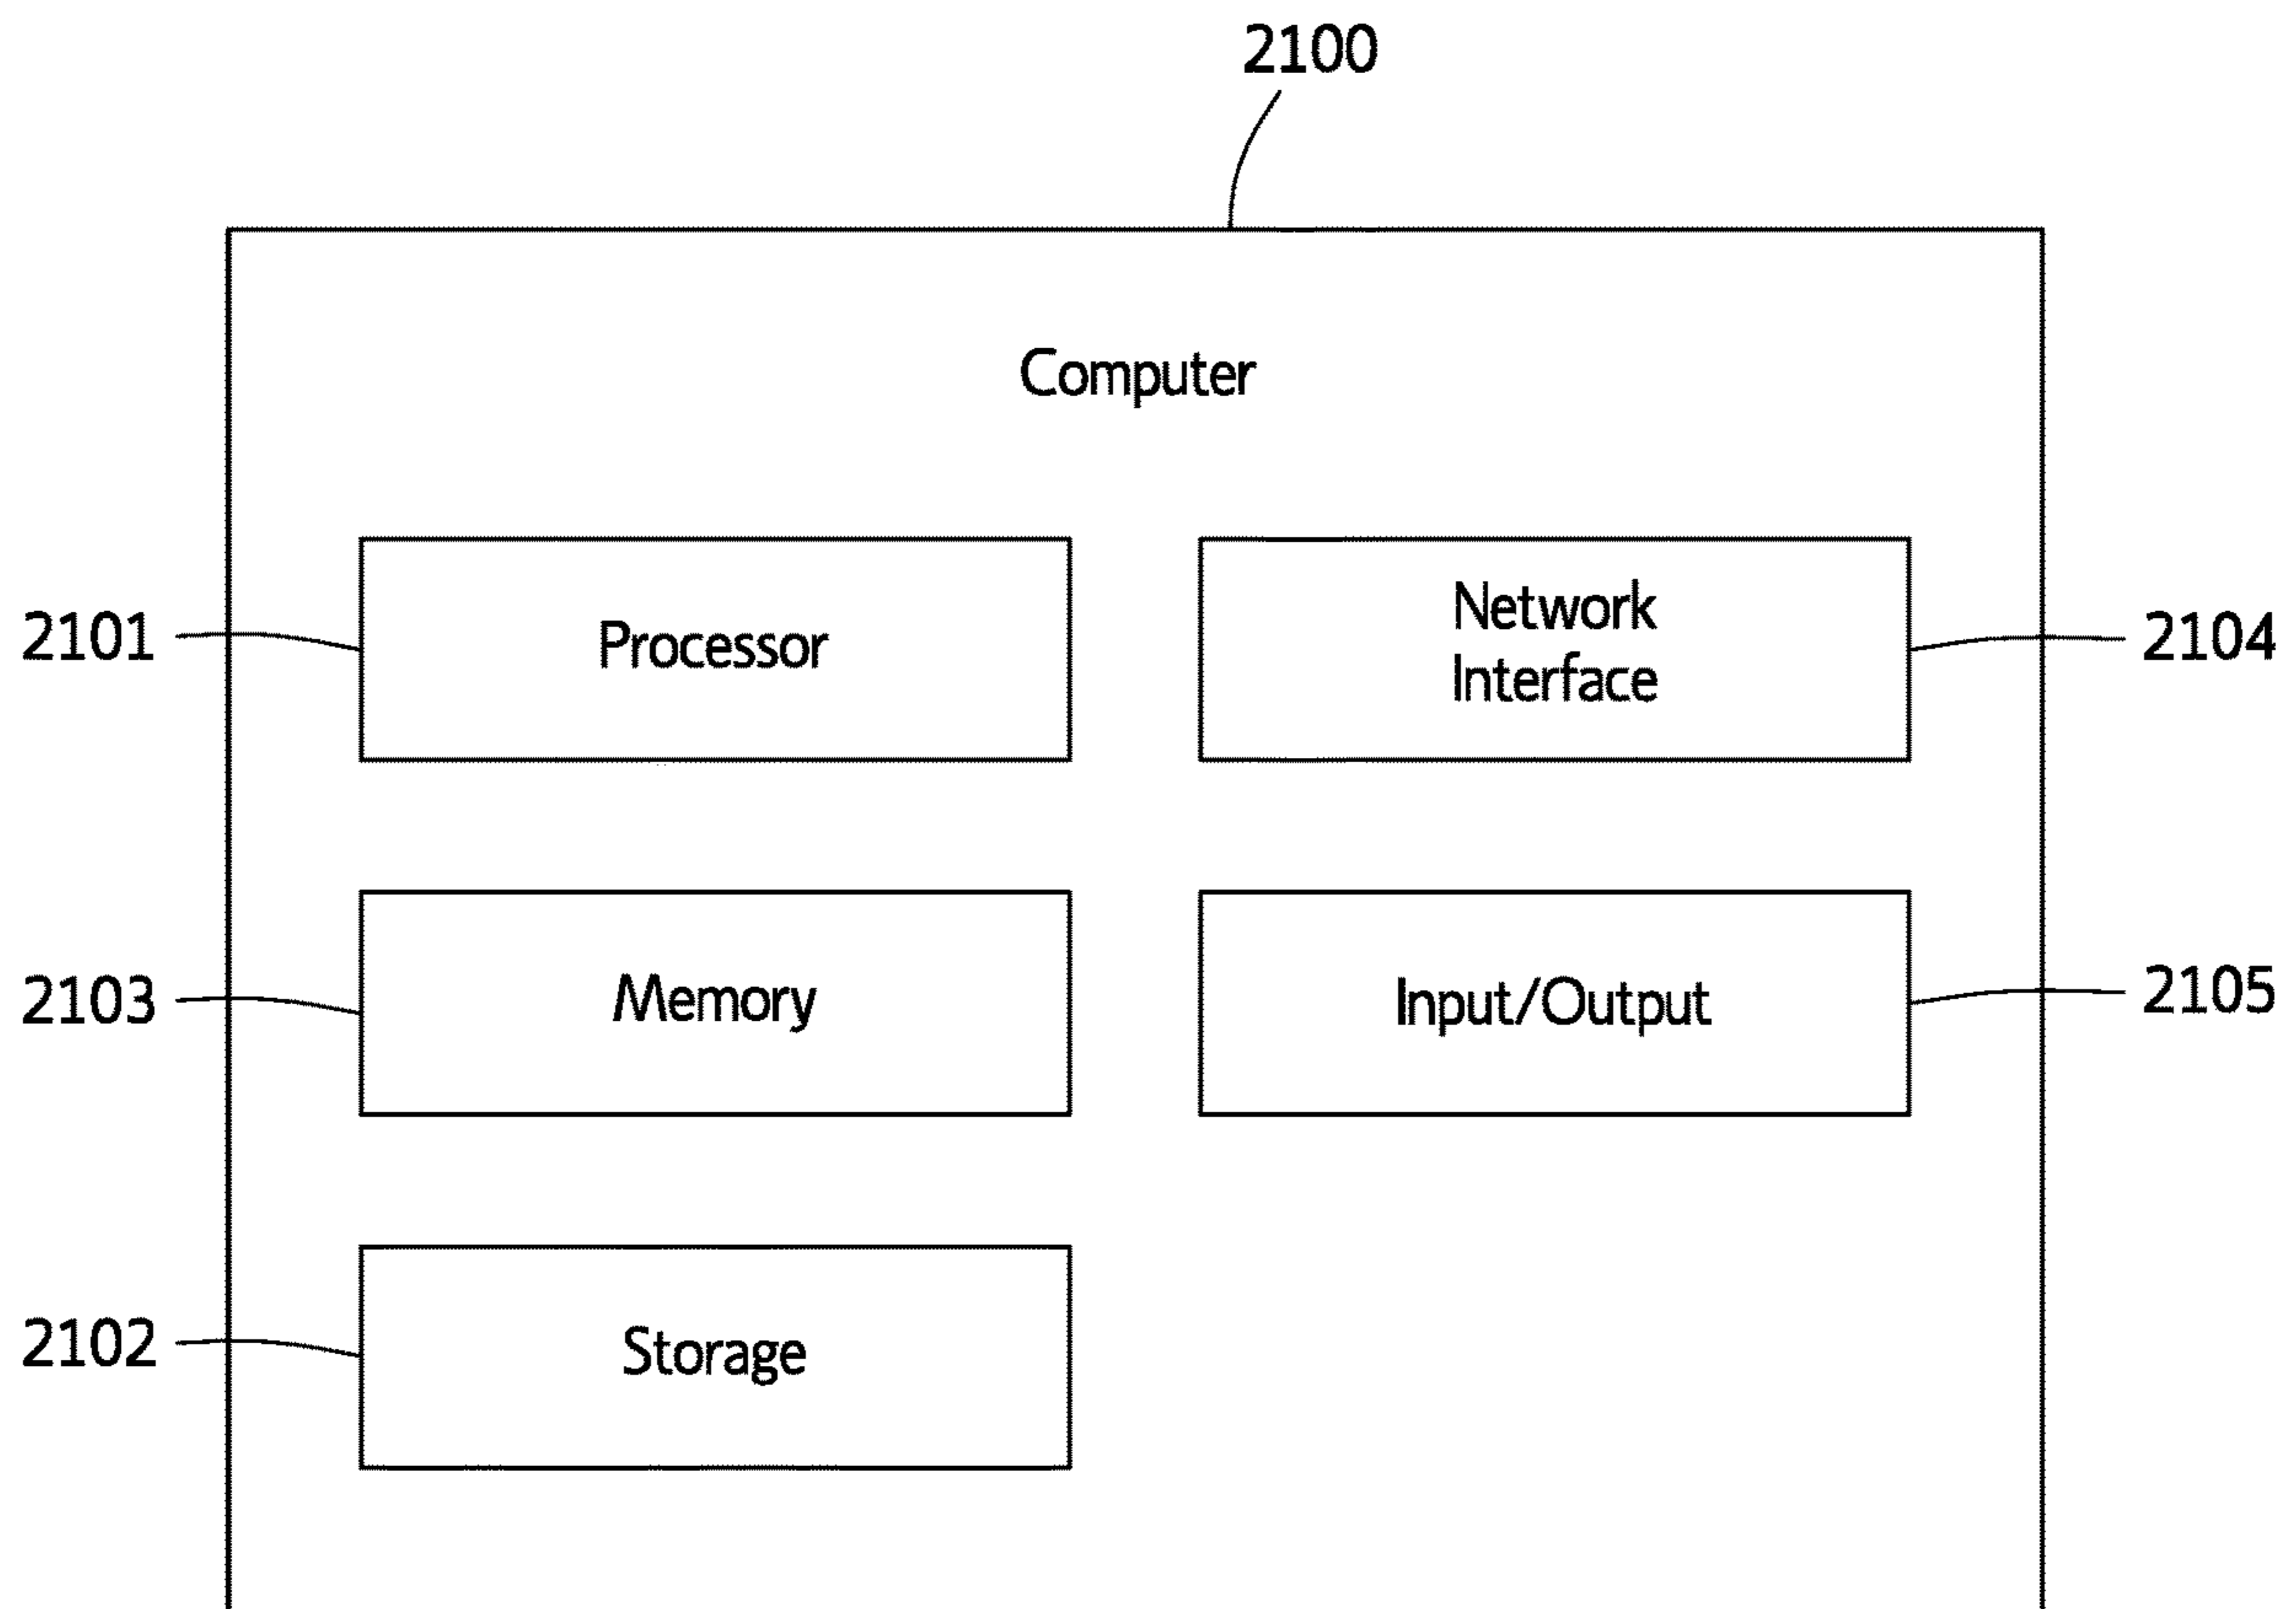 2100
Computer
2101
Processor
Network
Interface
2104
2103
Memory
Input/Output
2105
2102
Storage